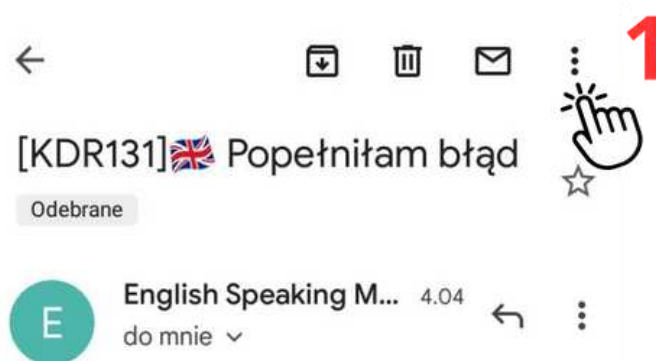 1
[KDR131]🇬🇧 Popełniłam błąd
Odebrane
E
English Speaking M... 4.04
do mnie